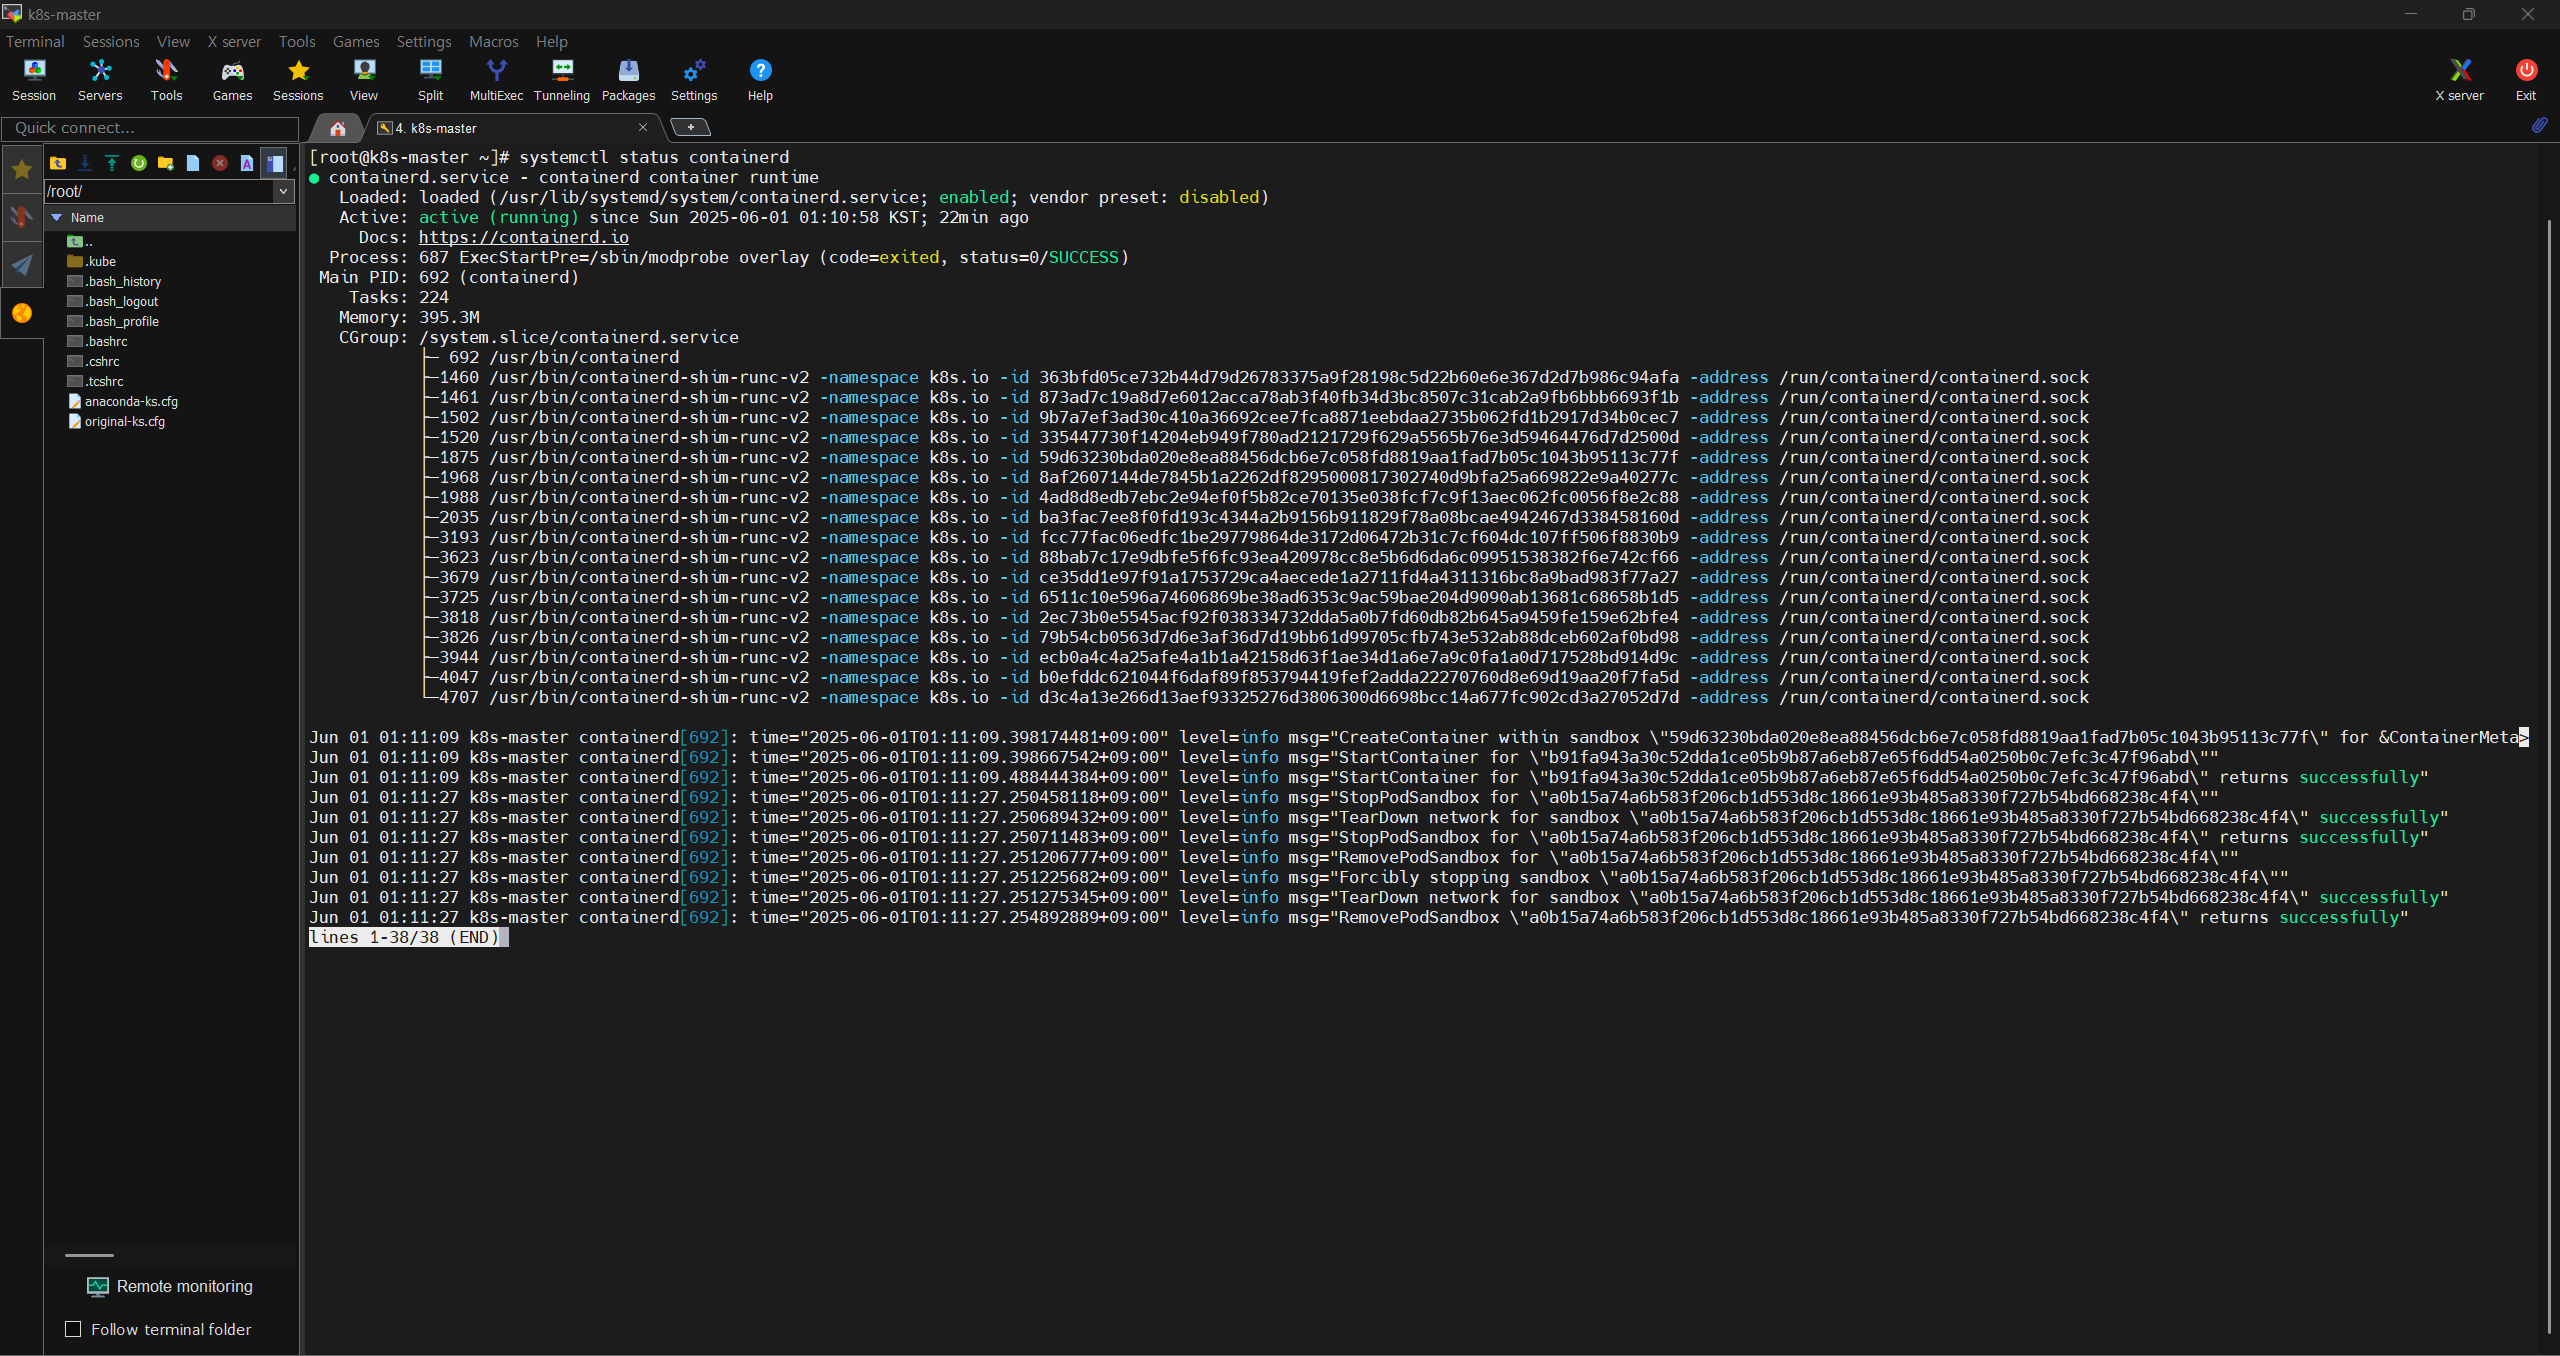 k8s-master
Terminal Sessions View X server Tools Games Settings Macros Help
Session Servers Tools Games Sessions View Split MultiExec Tunneling Packages Settings Help X server Exit
Quick connect...
4. k8s-master
/root/
Name
..
.kube
.bash_history
.bash_logout
.bash_profile
.bashrc
.cshrc
.tcshrc
anaconda-ks.cfg
original-ks.cfg
Remote monitoring
Follow terminal folder
[root@k8s-master ~]# systemctl status containerd
● containerd.service - containerd container runtime
Loaded: loaded (/usr/lib/systemd/system/containerd.service; enabled; vendor preset: disabled)
Active: active (running) since Sun 2025-06-01 01:10:58 KST; 22min ago
Docs: https://containerd.io
Process: 687 ExecStartPre=/sbin/modprobe overlay (code=exited, status=0/SUCCESS)
Main PID: 692 (containerd)
Tasks: 224
Memory: 395.3M
CGroup: /system.slice/containerd.service
├─ 692 /usr/bin/containerd
├─1460 /usr/bin/containerd-shim-runc-v2 -namespace k8s.io -id 363bfd05ce732b44d79d26783375a9f28198c5d22b60e6e367d2d7b986c94afa -address /run/containerd/containerd.sock
├─1461 /usr/bin/containerd-shim-runc-v2 -namespace k8s.io -id 873ad7c19a8d7e6012acca78ab3f40fb34d3bc8507c31cab2a9fb6bbb6693f1b -address /run/containerd/containerd.sock
├─1502 /usr/bin/containerd-shim-runc-v2 -namespace k8s.io -id 9b7a7ef3ad30c410a36692cee7fca8871eebdaa2735b062fd1b2917d34b0cec7 -address /run/containerd/containerd.sock
├─1520 /usr/bin/containerd-shim-runc-v2 -namespace k8s.io -id 335447730f14204eb949f780ad2121729f629a5565b76e3d59464476d7d2500d -address /run/containerd/containerd.sock
├─1875 /usr/bin/containerd-shim-runc-v2 -namespace k8s.io -id 59d63230bda020e8ea88456dcb6e7c058fd8819aa1fad7b05c1043b95113c77f -address /run/containerd/containerd.sock
├─1968 /usr/bin/containerd-shim-runc-v2 -namespace k8s.io -id 8af2607144de7845b1a2262df8295000817302740d9bfa25a669822e9a40277c -address /run/containerd/containerd.sock
├─1988 /usr/bin/containerd-shim-runc-v2 -namespace k8s.io -id 4ad8d8edb7ebc2e94ef0f5b82ce70135e038fcf7c9f13aec062fc0056f8e2c88 -address /run/containerd/containerd.sock
├─2035 /usr/bin/containerd-shim-runc-v2 -namespace k8s.io -id ba3fac7ee8f0fd193c4344a2b9156b911829f78a08bcae4942467d338458160d -address /run/containerd/containerd.sock
├─3193 /usr/bin/containerd-shim-runc-v2 -namespace k8s.io -id fcc77fac06edfc1be29779864de3172d06472b31c7cf604dc107ff506f8830b9 -address /run/containerd/containerd.sock
├─3623 /usr/bin/containerd-shim-runc-v2 -namespace k8s.io -id 88bab7c17e9dbfe5f6fc93ea420978cc8e5b6d6da6c09951538382f6e742cf66 -address /run/containerd/containerd.sock
├─3679 /usr/bin/containerd-shim-runc-v2 -namespace k8s.io -id ce35dd1e97f91a1753729ca4aecede1a2711fd4a4311316bc8a9bad983f77a27 -address /run/containerd/containerd.sock
├─3725 /usr/bin/containerd-shim-runc-v2 -namespace k8s.io -id 6511c10e596a74606869be38ad6353c9ac59bae204d9090ab13681c68658b1d5 -address /run/containerd/containerd.sock
├─3818 /usr/bin/containerd-shim-runc-v2 -namespace k8s.io -id 2ec73b0e5545acf92f038334732dda5a0b7fd60db82b645a9459fe159e62bfe4 -address /run/containerd/containerd.sock
├─3826 /usr/bin/containerd-shim-runc-v2 -namespace k8s.io -id 79b54cb0563d7d6e3af36d7d19bb61d99705cfb743e532ab88dceb602af0bd98 -address /run/containerd/containerd.sock
├─3944 /usr/bin/containerd-shim-runc-v2 -namespace k8s.io -id ecb0a4c4a25afe4a1b1a42158d63f1ae34d1a6e7a9c0fa1a0d717528bd914d9c -address /run/containerd/containerd.sock
├─4047 /usr/bin/containerd-shim-runc-v2 -namespace k8s.io -id b0efddc621044f6daf89f853794419fef2adda22270760d8e69d19aa20f7fa5d -address /run/containerd/containerd.sock
└─4707 /usr/bin/containerd-shim-runc-v2 -namespace k8s.io -id d3c4a13e266d13aef93325276d3806300d6698bcc14a677fc902cd3a27052d7d -address /run/containerd/containerd.sock
Jun 01 01:11:09 k8s-master containerd[692]: time="2025-06-01T01:11:09.398174481+09:00" level=info msg="CreateContainer within sandbox \"59d63230bda020e8ea88456dcb6e7c058fd8819aa1fad7b05c1043b95113c77f\" for &ContainerMeta>
Jun 01 01:11:09 k8s-master containerd[692]: time="2025-06-01T01:11:09.398667542+09:00" level=info msg="StartContainer for \"b91fa943a30c52dda1ce05b9b87a6eb87e65f6dd54a0250b0c7efc3c47f96abd\""
Jun 01 01:11:09 k8s-master containerd[692]: time="2025-06-01T01:11:09.488444384+09:00" level=info msg="StartContainer for \"b91fa943a30c52dda1ce05b9b87a6eb87e65f6dd54a0250b0c7efc3c47f96abd\" returns successfully"
Jun 01 01:11:27 k8s-master containerd[692]: time="2025-06-01T01:11:27.250458118+09:00" level=info msg="StopPodSandbox for \"a0b15a74a6b583f206cb1d553d8c18661e93b485a8330f727b54bd668238c4f4\""
Jun 01 01:11:27 k8s-master containerd[692]: time="2025-06-01T01:11:27.250689432+09:00" level=info msg="TearDown network for sandbox \"a0b15a74a6b583f206cb1d553d8c18661e93b485a8330f727b54bd668238c4f4\" successfully"
Jun 01 01:11:27 k8s-master containerd[692]: time="2025-06-01T01:11:27.250711483+09:00" level=info msg="StopPodSandbox for \"a0b15a74a6b583f206cb1d553d8c18661e93b485a8330f727b54bd668238c4f4\" returns successfully"
Jun 01 01:11:27 k8s-master containerd[692]: time="2025-06-01T01:11:27.251206777+09:00" level=info msg="RemovePodSandbox for \"a0b15a74a6b583f206cb1d553d8c18661e93b485a8330f727b54bd668238c4f4\""
Jun 01 01:11:27 k8s-master containerd[692]: time="2025-06-01T01:11:27.251225682+09:00" level=info msg="Forcibly stopping sandbox \"a0b15a74a6b583f206cb1d553d8c18661e93b485a8330f727b54bd668238c4f4\""
Jun 01 01:11:27 k8s-master containerd[692]: time="2025-06-01T01:11:27.251275345+09:00" level=info msg="TearDown network for sandbox \"a0b15a74a6b583f206cb1d553d8c18661e93b485a8330f727b54bd668238c4f4\" successfully"
Jun 01 01:11:27 k8s-master containerd[692]: time="2025-06-01T01:11:27.254892889+09:00" level=info msg="RemovePodSandbox \"a0b15a74a6b583f206cb1d553d8c18661e93b485a8330f727b54bd668238c4f4\" returns successfully"
lines 1-38/38 (END)